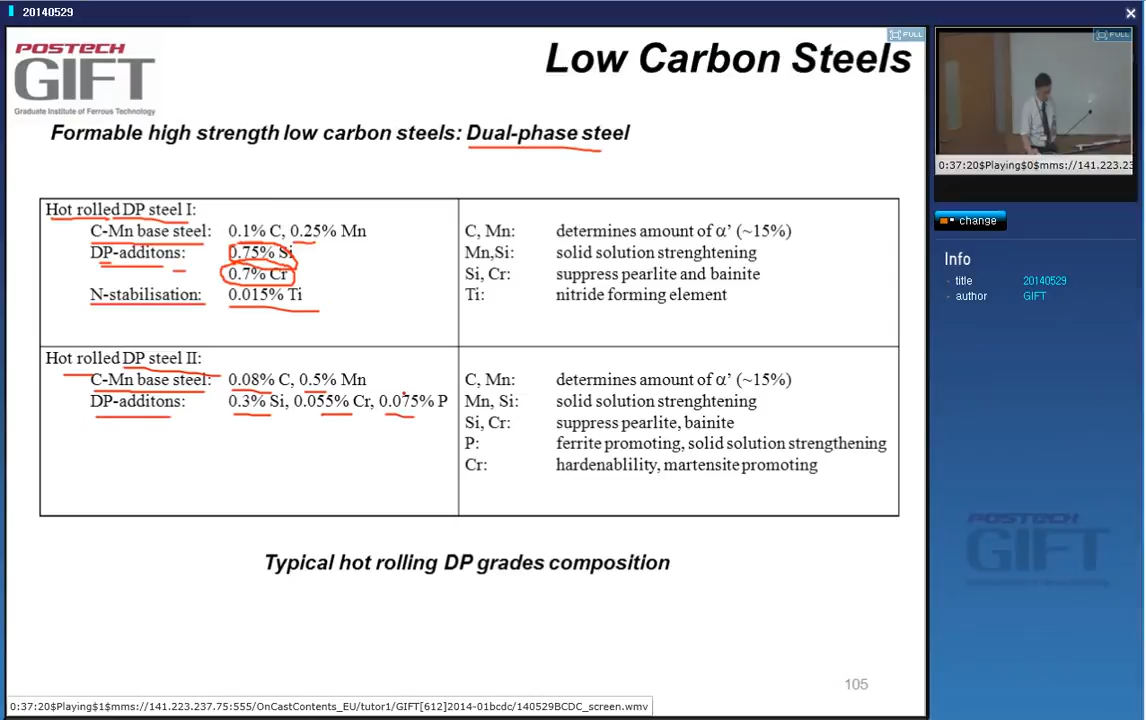 20140529
FULL
FULL
POSTECH
GIFT
Graduate Institute of Ferrous Technology
Low Carbon Steels
Formable high strength low carbon steels: Dual-phase steel
Hot rolled DP steel I:
C-Mn base steel: 0.1% C, 0.25% Mn
C, Mn: determines amount of α’ (~15%)
DP-additons: 0.75% Si
Mn,Si: solid solution strenghtening
0.7% Cr
Si, Cr: suppress pearlite and bainite
N-stabilisation: 0.015% Ti
Ti: nitride forming element
Hot rolled DP steel II:
C-Mn base steel: 0.08% C, 0.5% Mn
C, Mn: determines amount of α’ (~15%)
DP-additons: 0.3% Si, 0.055% Cr, 0.075% P
Mn, Si: solid solution strenghtening
Si, Cr: suppress pearlite, bainite
P: ferrite promoting, solid solution strengthening
Cr: hardenablility, martensite promoting
Typical hot rolling DP grades composition
105
0:37:20$Playing$1$mms://141.223.237.75:555/OnCastContents_EU/tutor1/GIFT[612]2014-01bcdc/140529BCDC_screen.wmv
0:37:20$Playing$0$mms://141.223.23
change
Info
title 20140529
author GIFT
POSTECH
GIFT